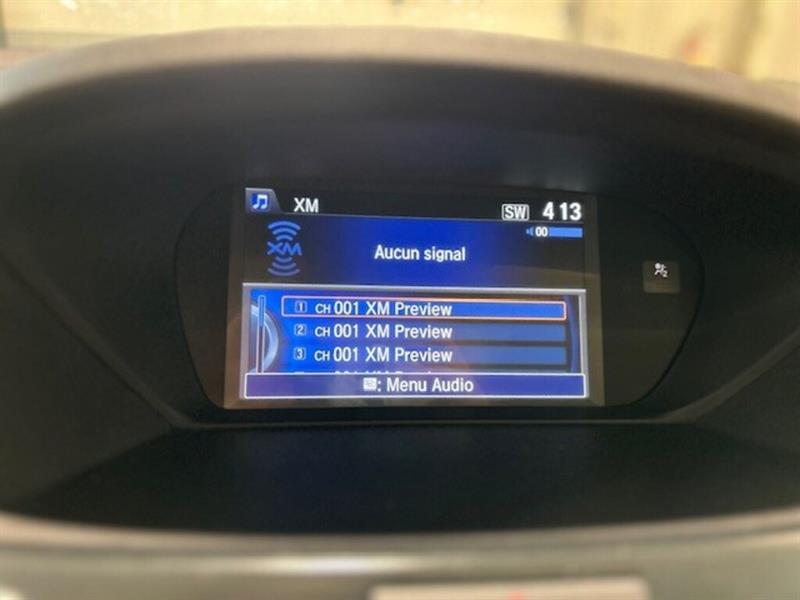 XM
SW 4 13
00
XM
Aucun signal
1 CH 001 XM Preview
2 CH 001 XM Preview
3 CH 001 XM Preview
: Menu Audio
2